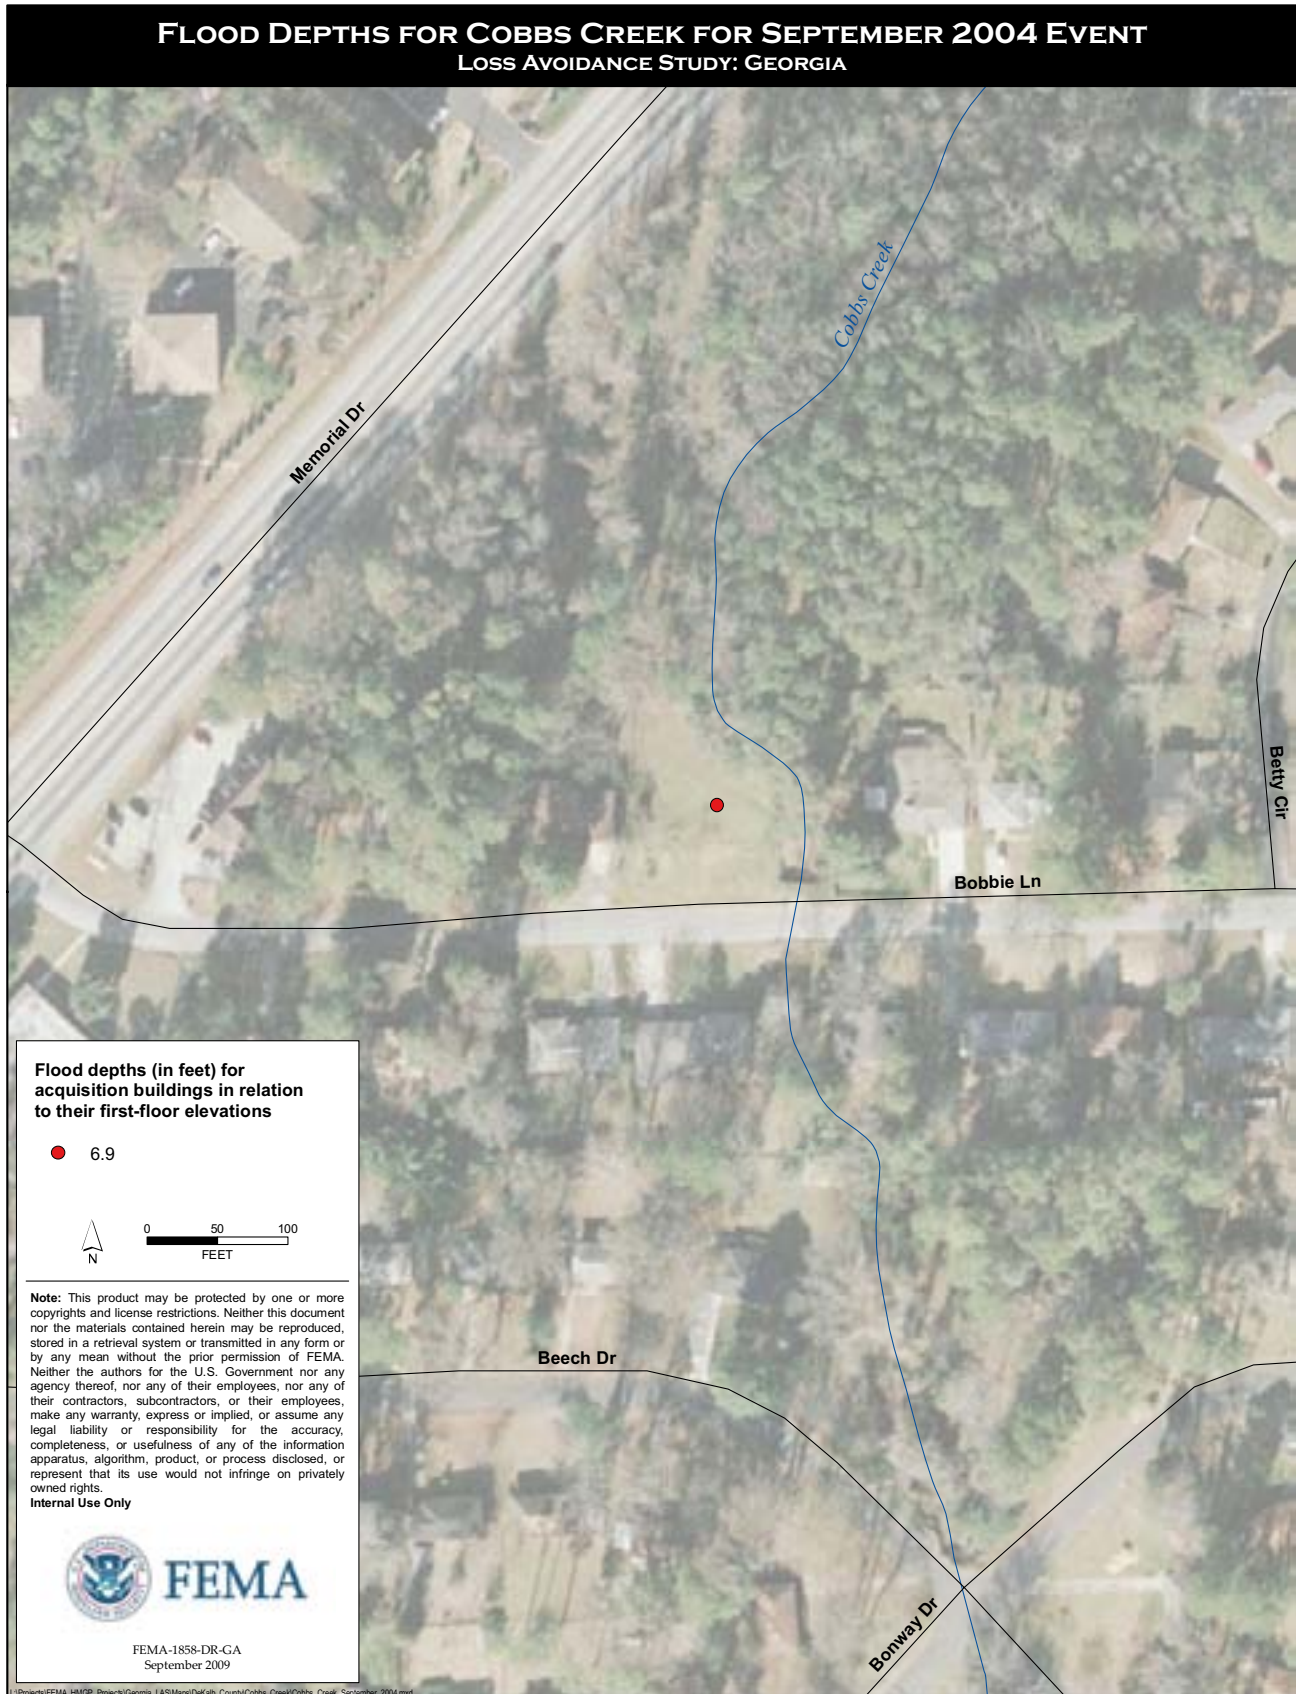 FLOOD DEPTHS FOR COBBS CREEK FOR SEPTEMBER 2004 EVENT
LOSS AVOIDANCE STUDY: GEORGIA
Cobbs Creek
Memorial Dr
Betty Cir
Bobbie Ln
Flood depths (in feet) for
acquisition buildings in relation
to their first-floor elevations
6.9
0 50 100
FEET
N
Note: This product may be protected by one or more
copyrights and license restrictions. Neither this document
nor the materials contained herein may be reproduced,
stored in a retrieval system or transmitted in any form or
by any mean without the prior permission of FEMA.
Neither the authors for the U.S. Government nor any
agency thereof, nor any of their employees, nor any of
their contractors, subcontractors, or their employees,
make any warranty, express or implied, or assume any
legal liability or responsibility for the accuracy,
completeness, or usefulness of any of the information
apparatus, algorithm, product, or process disclosed, or
represent that its use would not infringe on privately
owned rights.
Internal Use Only
Beech Dr
Bonway Dr
FEMA
FEMA-1858-DR-GA
September 2009